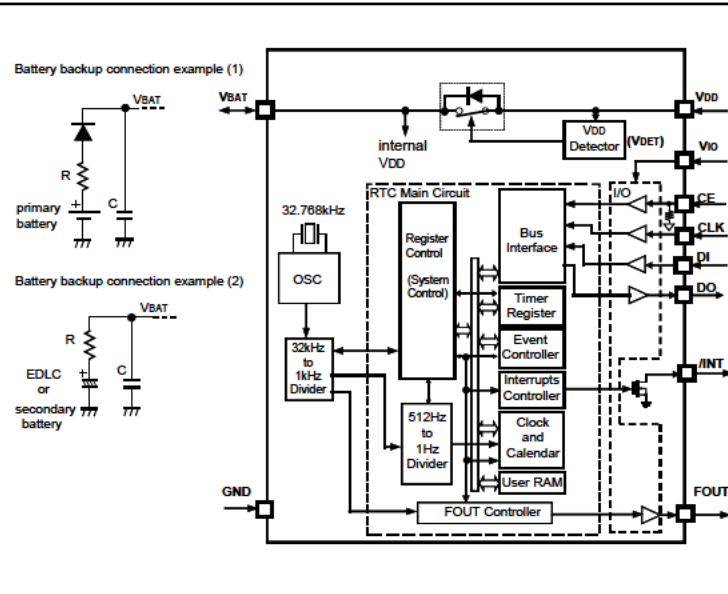 Battery backup connection example (1)
VBAT
R
primary
battery
+
C
Battery backup connection example (2)
VBAT
R
EDLC
or
secondary
battery
+
C
VBAT
GND
internal
VDD
VDD
Detector
(VDET)
VDD
VIO
CE
CLK
DI
DO
/INT
FOUT
I/O
32.768kHz
OSC
32kHz
to
1kHz
Divider
RTC Main Circuit
Register
Control
(System
Control)
512Hz
to
1Hz
Divider
Bus
Interface
Timer
Register
Event
Controller
Interrupts
Controller
Clock
and
Calendar
User RAM
FOUT Controller